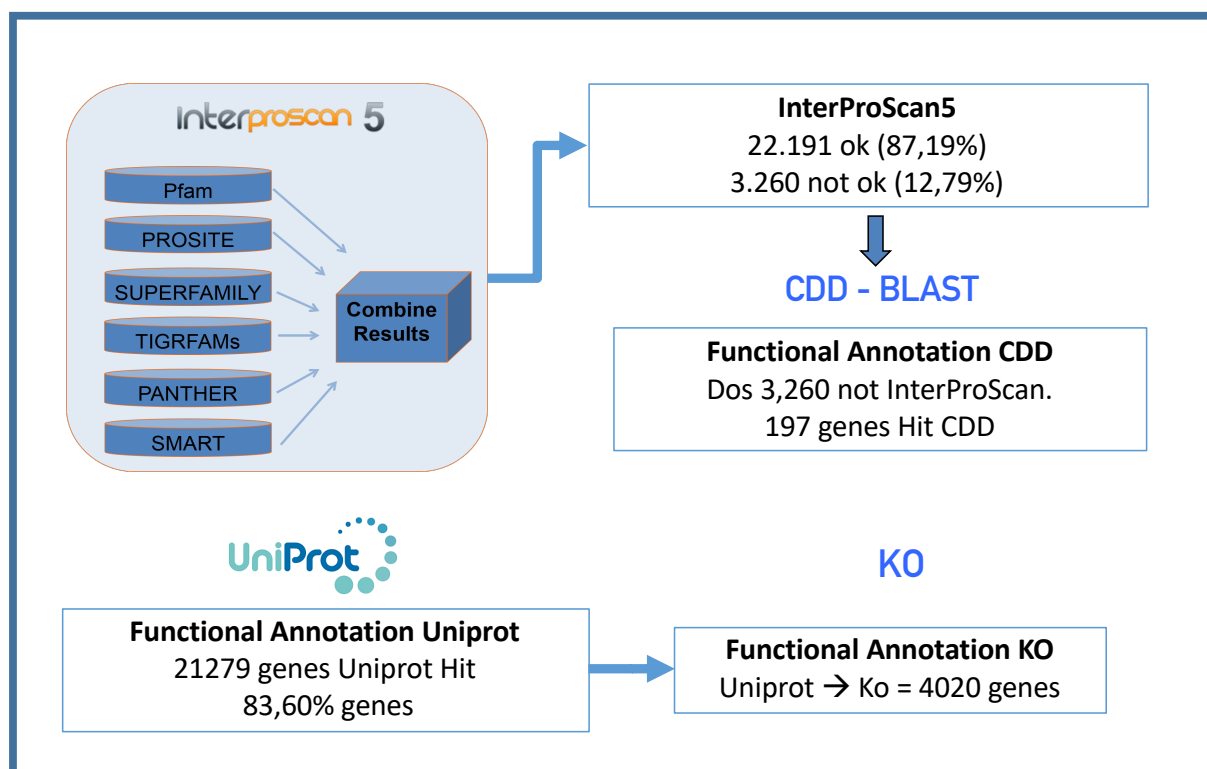 Interproscan 5
Pfam
PROSITE
SUPERFAMILY
TIGRFAMs
PANTHER
SMART
Combine
Results
InterProScan5
22.191 ok (87,19%)
3.260 not ok (12,79%)
CDD - BLAST
Functional Annotation CDD
Dos 3,260 not InterProScan.
197 genes Hit CDD
UniProt
Functional Annotation Uniprot
21279 genes Uniprot Hit
83,60% genes
KO
Functional Annotation KO
Uniprot → Ko = 4020 genes